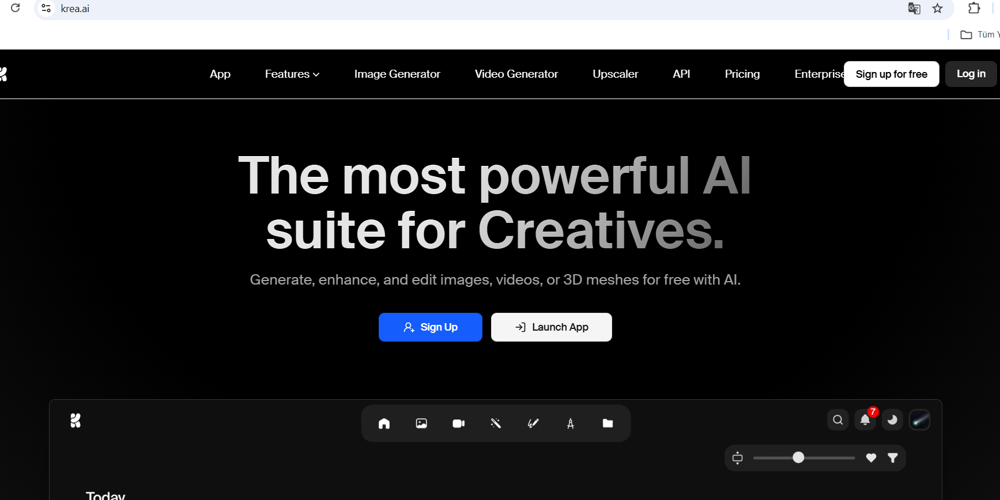 krea.ai
Tüm
App Features Image Generator Video Generator Upscaler API Pricing Enterprise Sign up for free Log in
The most powerful AI
suite for Creatives.
Generate, enhance, and edit images, videos, or 3D meshes for free with AI.
Sign Up Launch App
7
Today